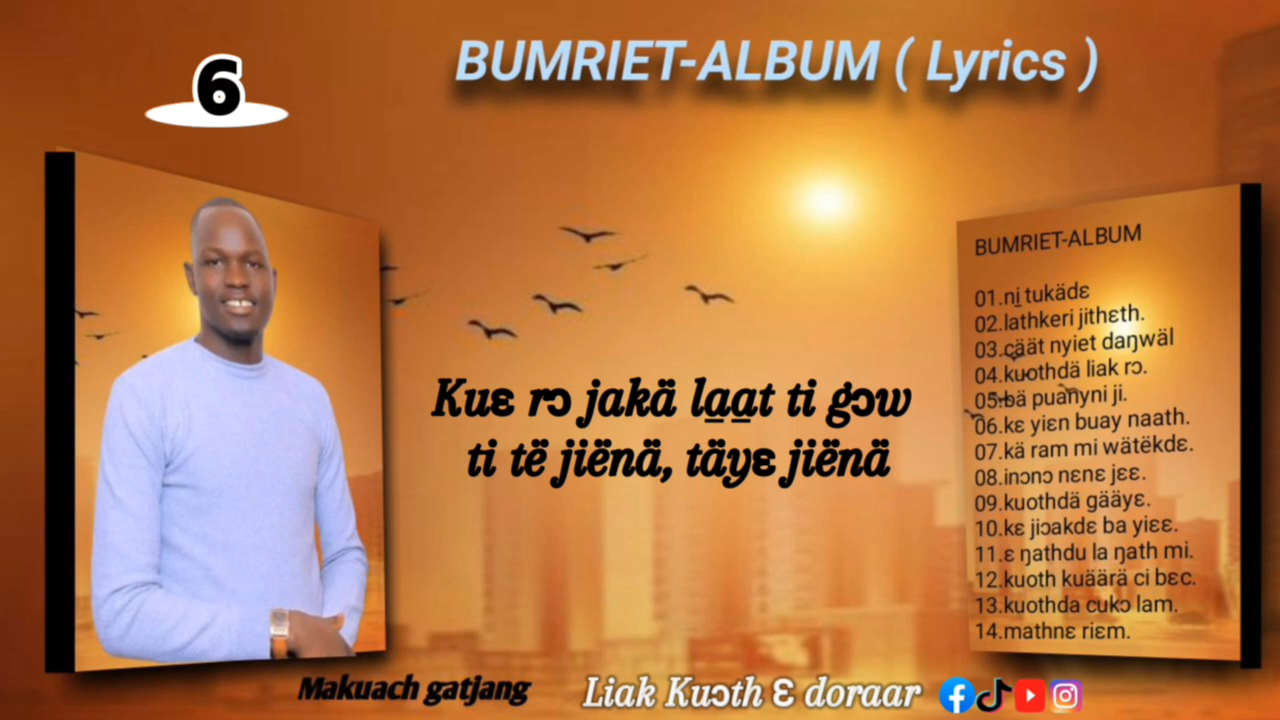 6
BUMRIET-ALBUM ( Lyrics )
BUMRIET-ALBUM
01.ni̱ tukädɛ
02.lathkeri jithɛth.
03.cäät nyiet daŋwäl
04.kuothdä liak rɔ.
05.bä puanyni ji.
06.kɛ yiɛn buay naath.
07.kä ram mi wätëkdɛ.
08.inɔnɔ nɛnɛ jɛɛ.
09.kuothdä gääyɛ.
10.kɛ jiɔakdɛ ba yiɛɛ.
11.ɛ ŋathdu la ŋath mi.
12.kuoth kuäärä ci bɛc.
13.kuothda cukɔ lam.
14.mathnɛ riɛm.
Kuɛ rɔ jakä la̱a̱t ti gɔw
ti të jiënä, täyɛ jiënä
Makuach gatjang
Liak Kuɔth Ɛ doraar